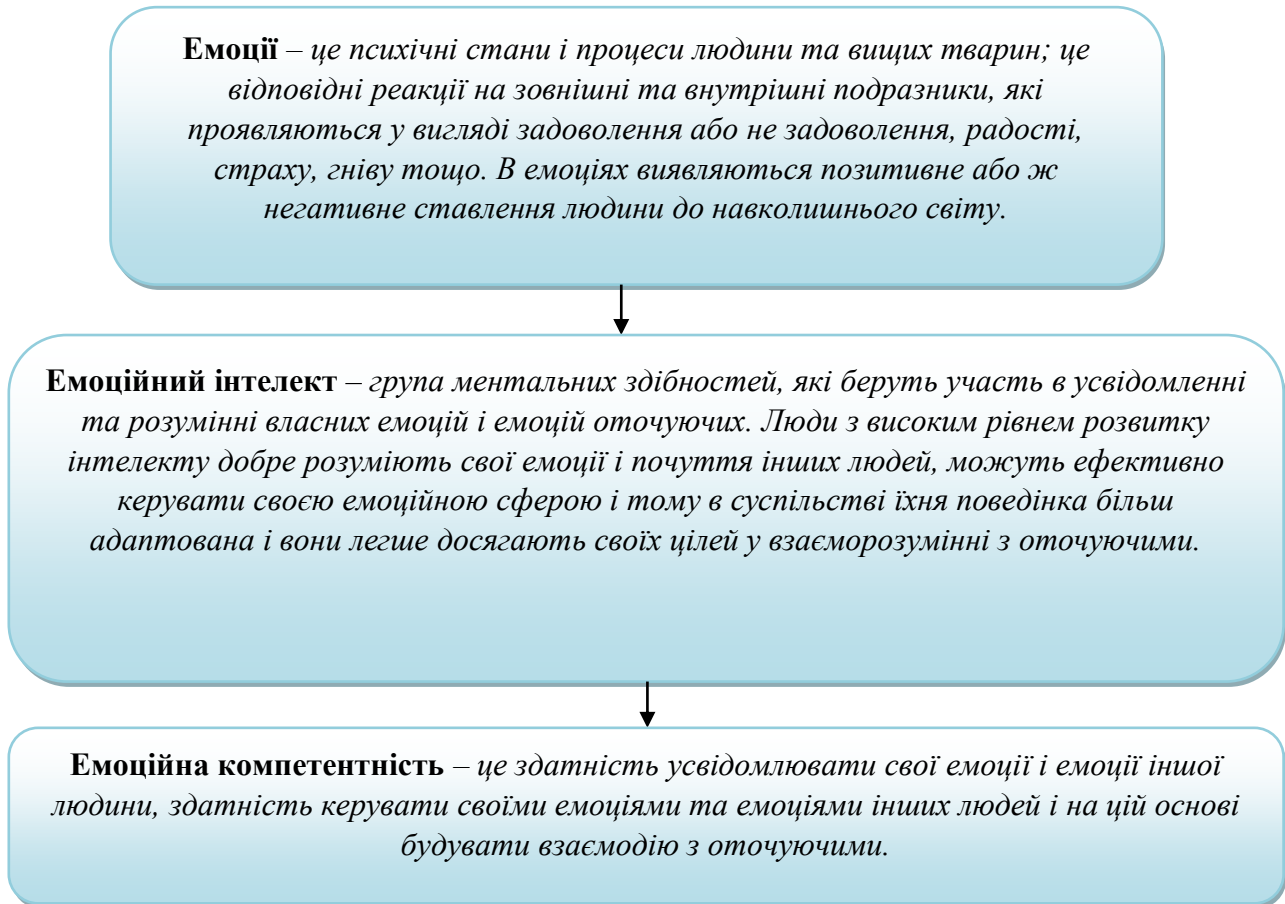 Емоції – це психічні стани і процеси людини та вищих тварин; це
відповідні реакції на зовнішні та внутрішні подразники, які
проявляються у вигляді задоволення або не задоволення, радості,
страху, гніву тощо. В емоціях виявляються позитивне або ж
негативне ставлення людини до навколишнього світу.
Емоційний інтелект – група ментальних здібностей, які беруть участь в усвідомленні
та розумінні власних емоцій і емоцій оточуючих. Люди з високим рівнем розвитку
інтелекту добре розуміють свої емоції і почуття інших людей, можуть ефективно
керувати своєю емоційною сферою і тому в суспільстві їхня поведінка більш
адаптована і вони легше досягають своїх цілей у взаєморозумінні з оточуючими.
Емоційна компетентність – це здатність усвідомлювати свої емоції і емоції іншої
людини, здатність керувати своїми емоціями та емоціями інших людей і на цій основі
будувати взаємодію з оточуючими.